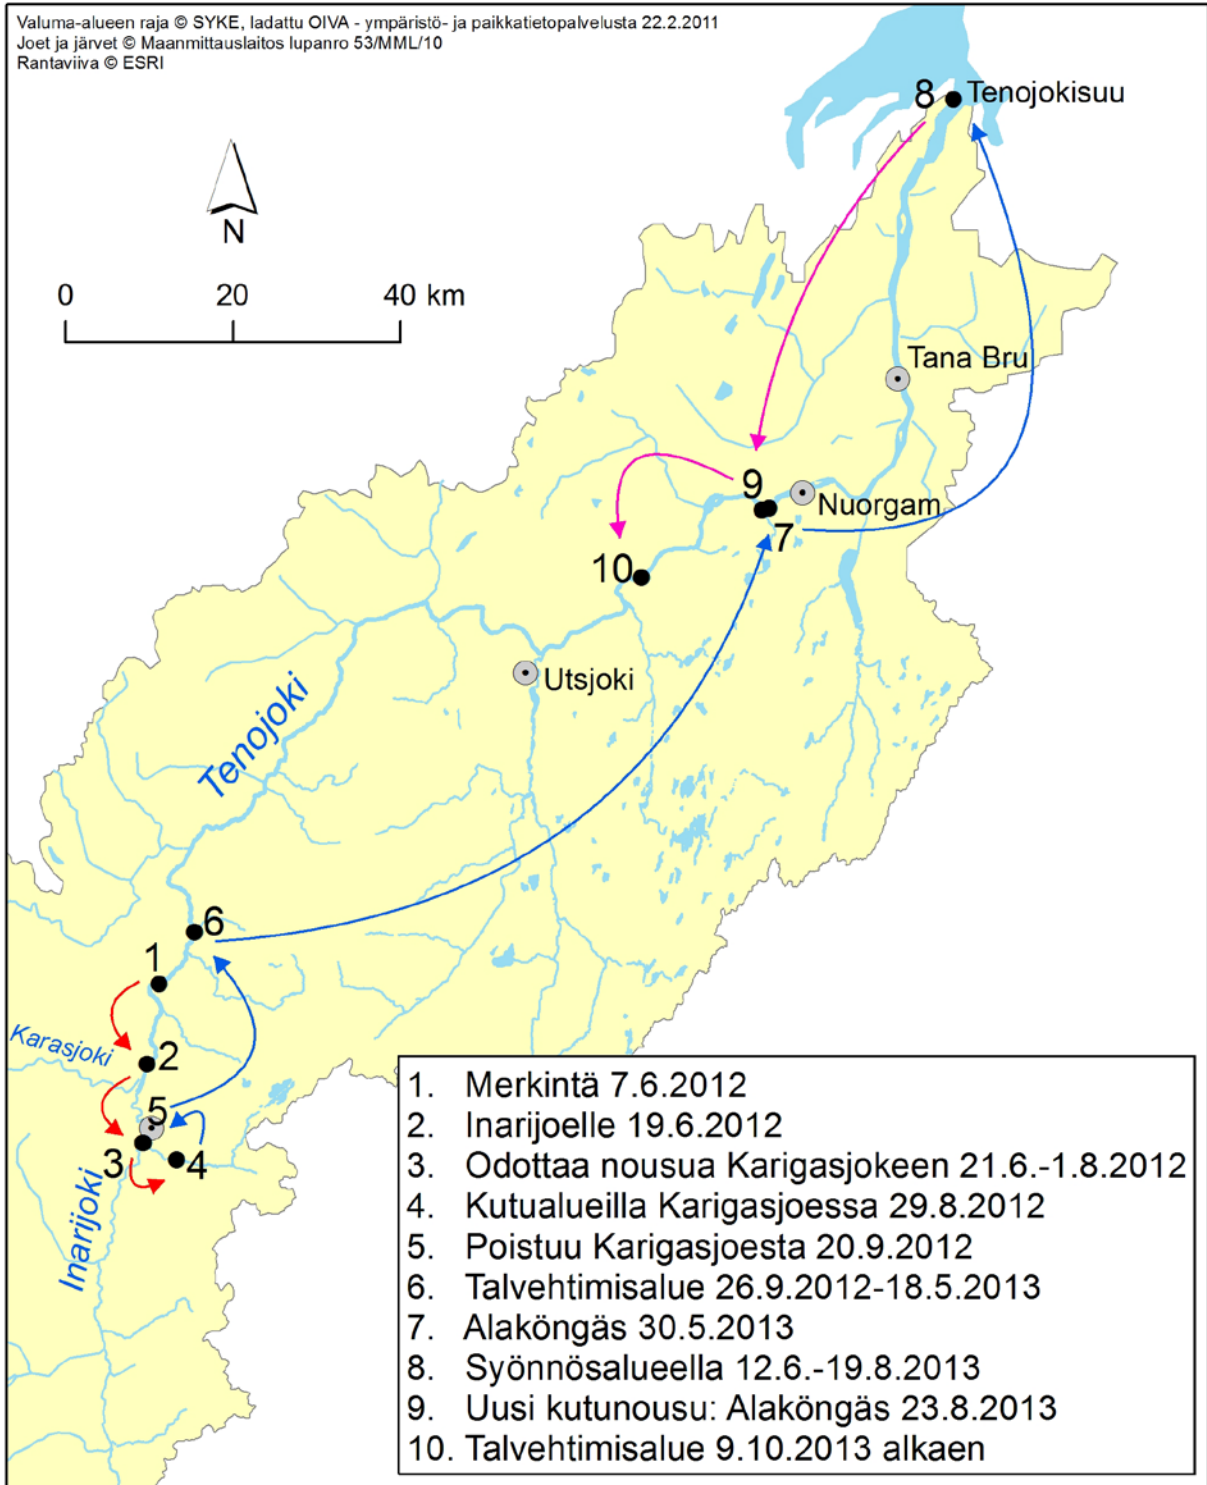 Valuma-alueen raja © SYKE, ladattu OIVA - ympäristö- ja paikkatietopalvelusta 22.2.2011
Joet ja järvet © Maanmittauslaitos lupanro 53/MML/10
Rantaviiva © ESRI
8 Tenojokisuu
N
0 20 40 km
Tana Bru
9
Nuorgam
7
10
Utsjoki
Tenojoki
6
1
Karasjoki
2
5
3
4
Inarijoki
1. Merkintä 7.6.2012
2. Inarijoelle 19.6.2012
3. Odottaa nousua Karigasjokeen 21.6.-1.8.2012
4. Kutualueilla Karigasjoessa 29.8.2012
5. Poistuu Karigasjoesta 20.9.2012
6. Talvehtimisalue 26.9.2012-18.5.2013
7. Alaköngäs 30.5.2013
8. Syönnösalueella 12.6.-19.8.2013
9. Uusi kutunousu: Alaköngäs 23.8.2013
10. Talvehtimisalue 9.10.2013 alkaen